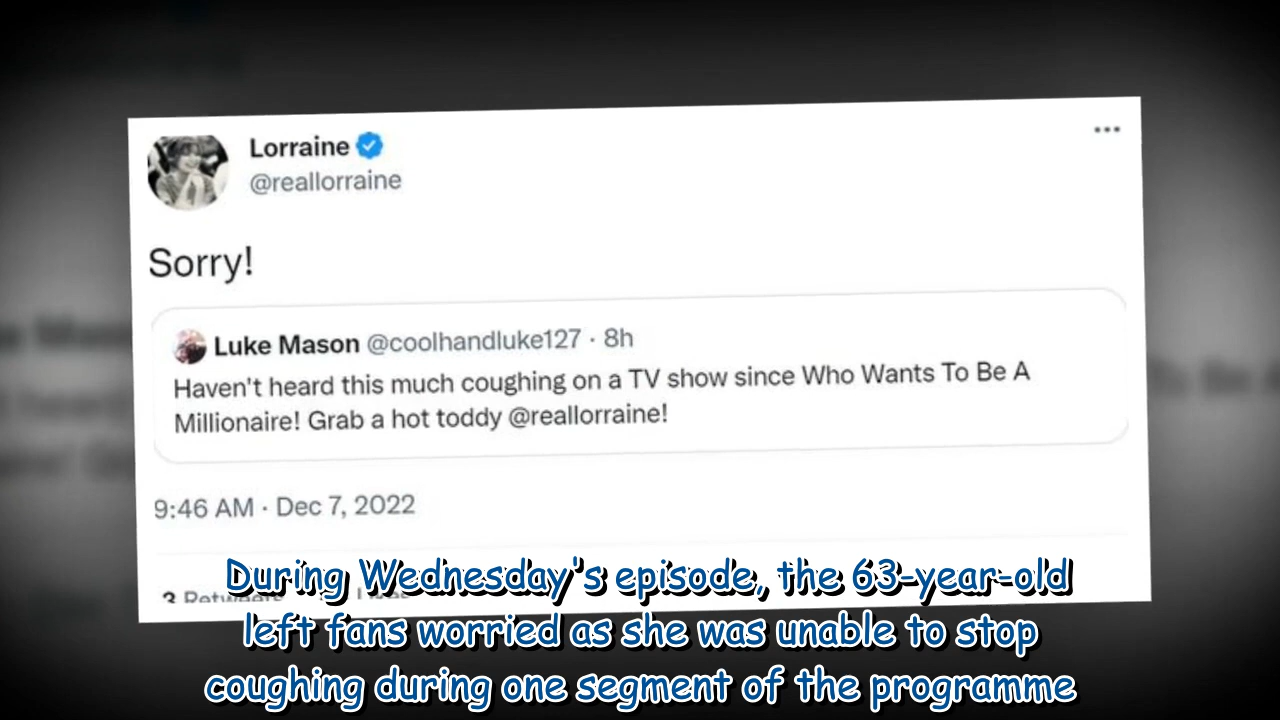 Lorraine
@reallorraine
Sorry!
Luke Mason @coolhandluke127 · 8h
Haven't heard this much coughing on a TV show since Who Wants To Be A
Millionaire! Grab a hot toddy @reallorraine!
9:46 AM · Dec 7, 2022
3 Retweets
During Wednesday's episode, the 63-year-old
left fans worried as she was unable to stop
coughing during one segment of the programme